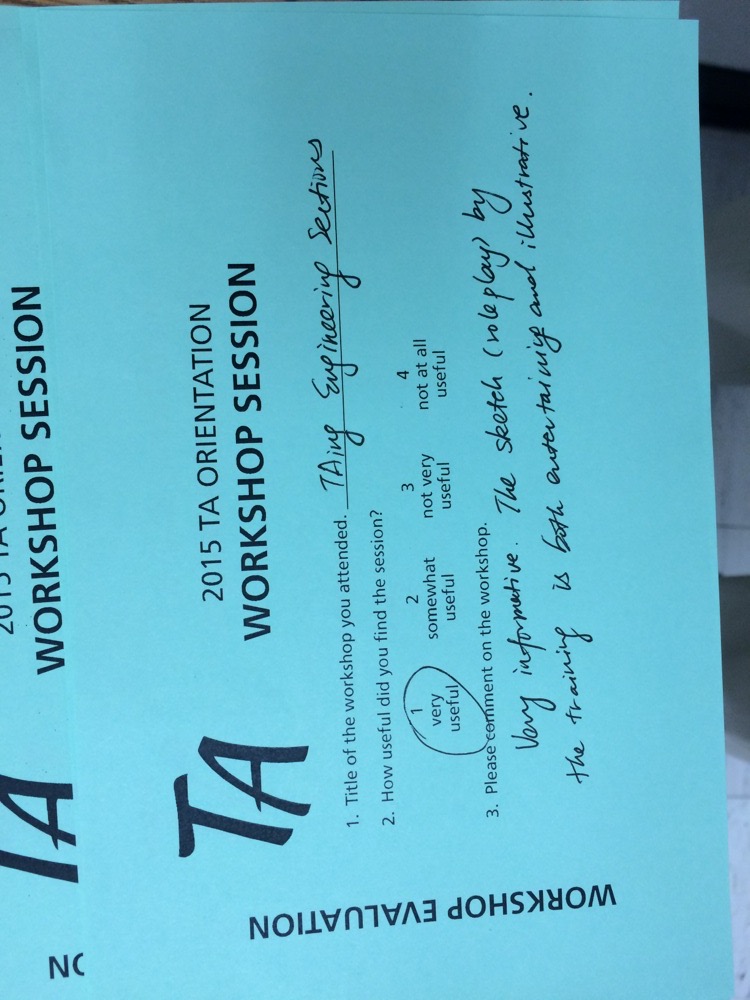 WORKSHOP SESSION
TA
2015 TA ORIENTATION
WORKSHOP SESSION
TA
WORKSHOP EVALUATION
1. Title of the workshop you attended. TAing Engineering Sections
2. How useful did you find the session?
1 2 3 4
very somewhat not very not at all
useful useful useful useful
3. Please comment on the workshop.
Very informative. The sketch (roleplay) by
the training is both entertaining and illustrative.